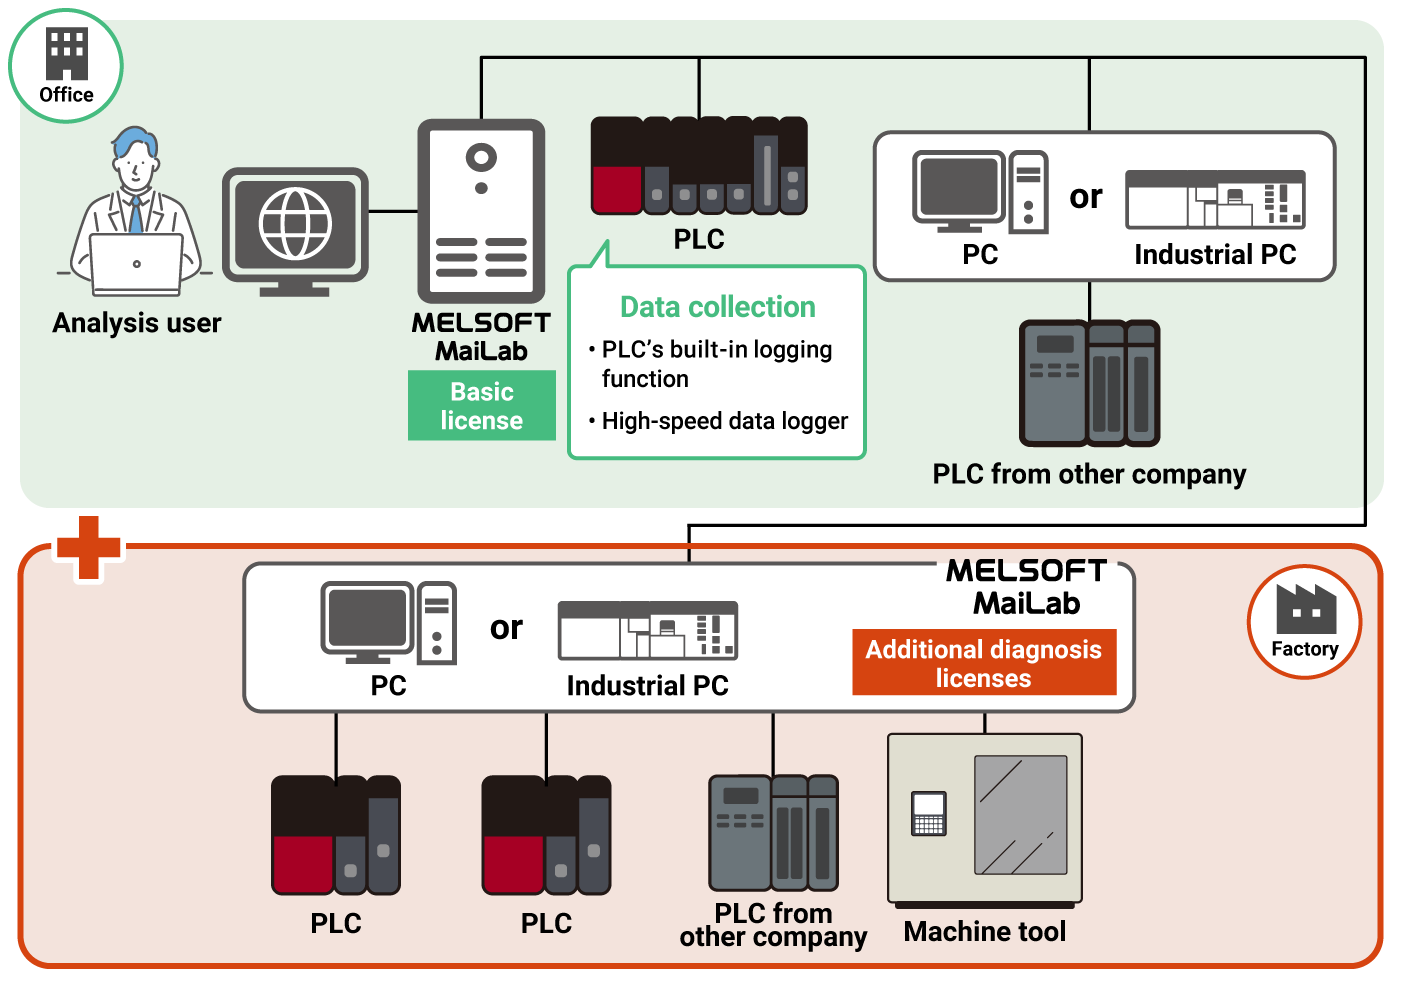 Office
Analysis user
MELSOFT
MaiLab
Basic
license
PLC
Data collection
• PLC's built-in logging
function
• High-speed data logger
PC
or
Industrial PC
PLC from other company
MELSOFT
MaiLab
Additional diagnosis
licenses
PC
or
Industrial PC
Factory
PLC
PLC
PLC from
other company
Machine tool